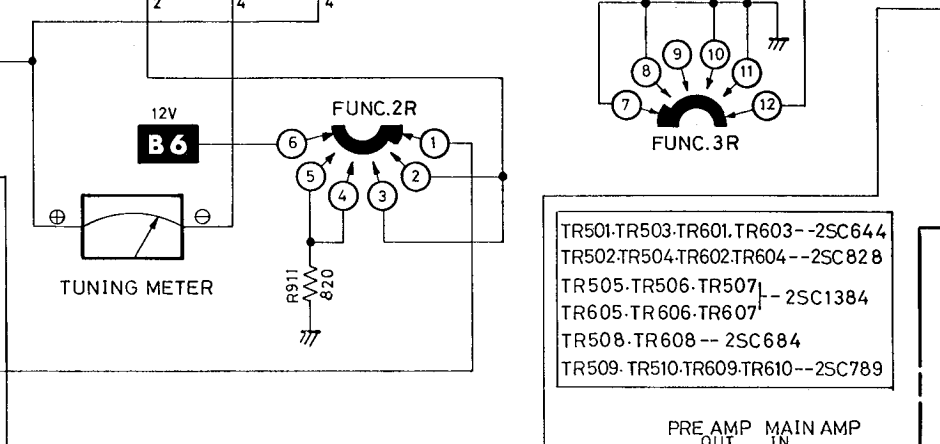 2
4
4
FUNC.2R
12V
B6
6
1
5
4
3
2
R911
820
TUNING METER
8
9
10
11
7
12
FUNC.3R
TR501·TR503·TR601.TR603--2SC644
TR502·TR504·TR602·TR604--2SC828
TR505·TR506·TR507
TR605·TR606·TR607
--2SC1384
TR508·TR608--2SC684
TR509·TR510·TR609·TR610--2SC789
PRE AMP MAIN AMP
OUT IN